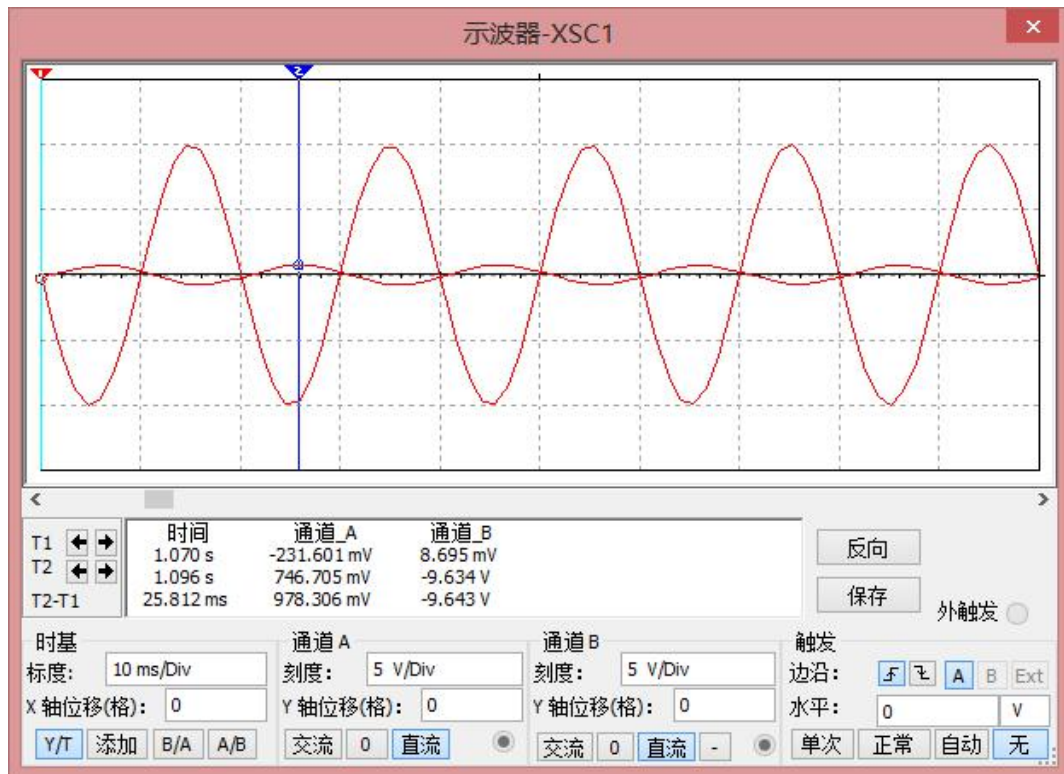 示波器-XSC1
×
1 2
时间 通道_A 通道_B
T1 1.070 s -231.601 mV 8.695 mV
T2 1.096 s 746.705 mV -9.634 V
T2-T1 25.812 ms 978.306 mV -9.643 V
反向
保存
外触发
时基 通道 A 通道 B 触发
标度: 10 ms/Div 刻度: 5 V/Div 刻度: 5 V/Div 边沿: A B Ext
X 轴位移(格): 0 Y 轴位移(格): 0 Y 轴位移(格): 0 水平: 0 V
Y/T 添加 B/A A/B 交流 0 直流 交流 0 直流 - 单次 正常 自动 无